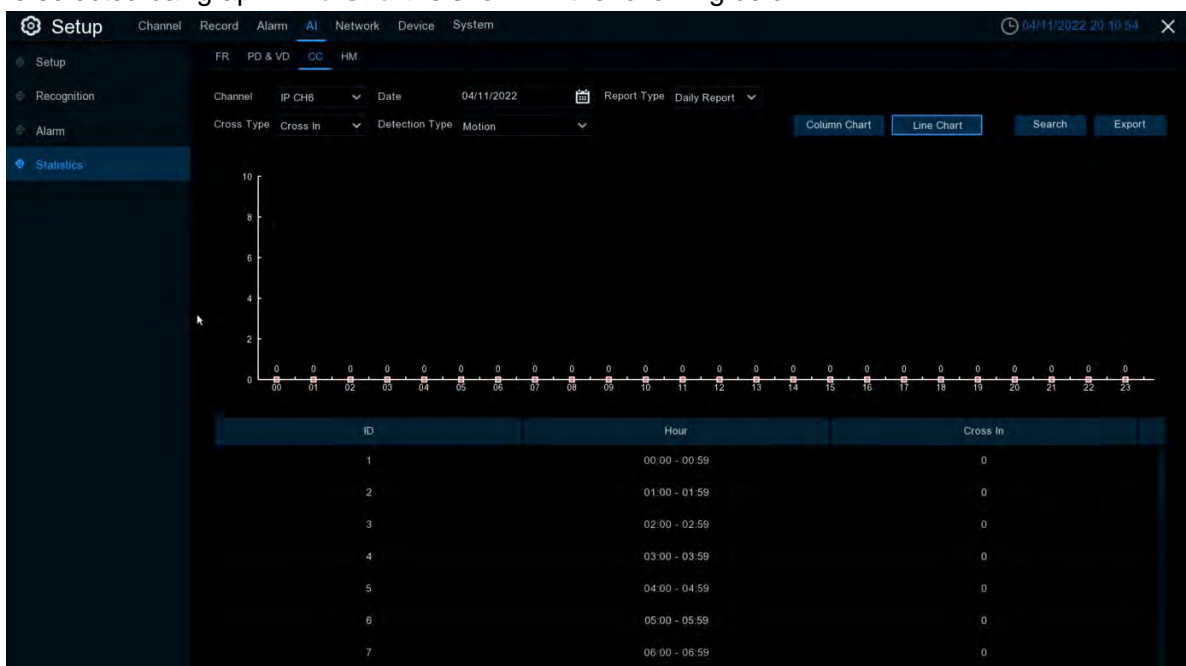 Setup Channel Record Alarm AI Network Device System 04/11/2022 20:10:54
Setup
Recognition
Alarm
Statistics
FR PD & VD CC HM
Channel IP CH6 Date 04/11/2022 Report Type Daily Report
Cross Type Cross In Detection Type Motion Column Chart Line Chart Search Export
10
8
6
4
2
0 0 0 0 0 0 0 0 0 0 0 0 0 0 0 0 0 0 0 0 0 0 0 0
0
00 01 02 03 04 05 06 07 08 09 10 11 12 13 14 15 16 17 18 19 20 21 22 23
ID Hour Cross In
1 00:00 - 00:59 0
2 01:00 - 01:59 0
3 02:00 - 02:59 0
4 03:00 - 03:59 0
5 04:00 - 04:59 0
6 05:00 - 05:59 0
7 06:00 - 06:59 0